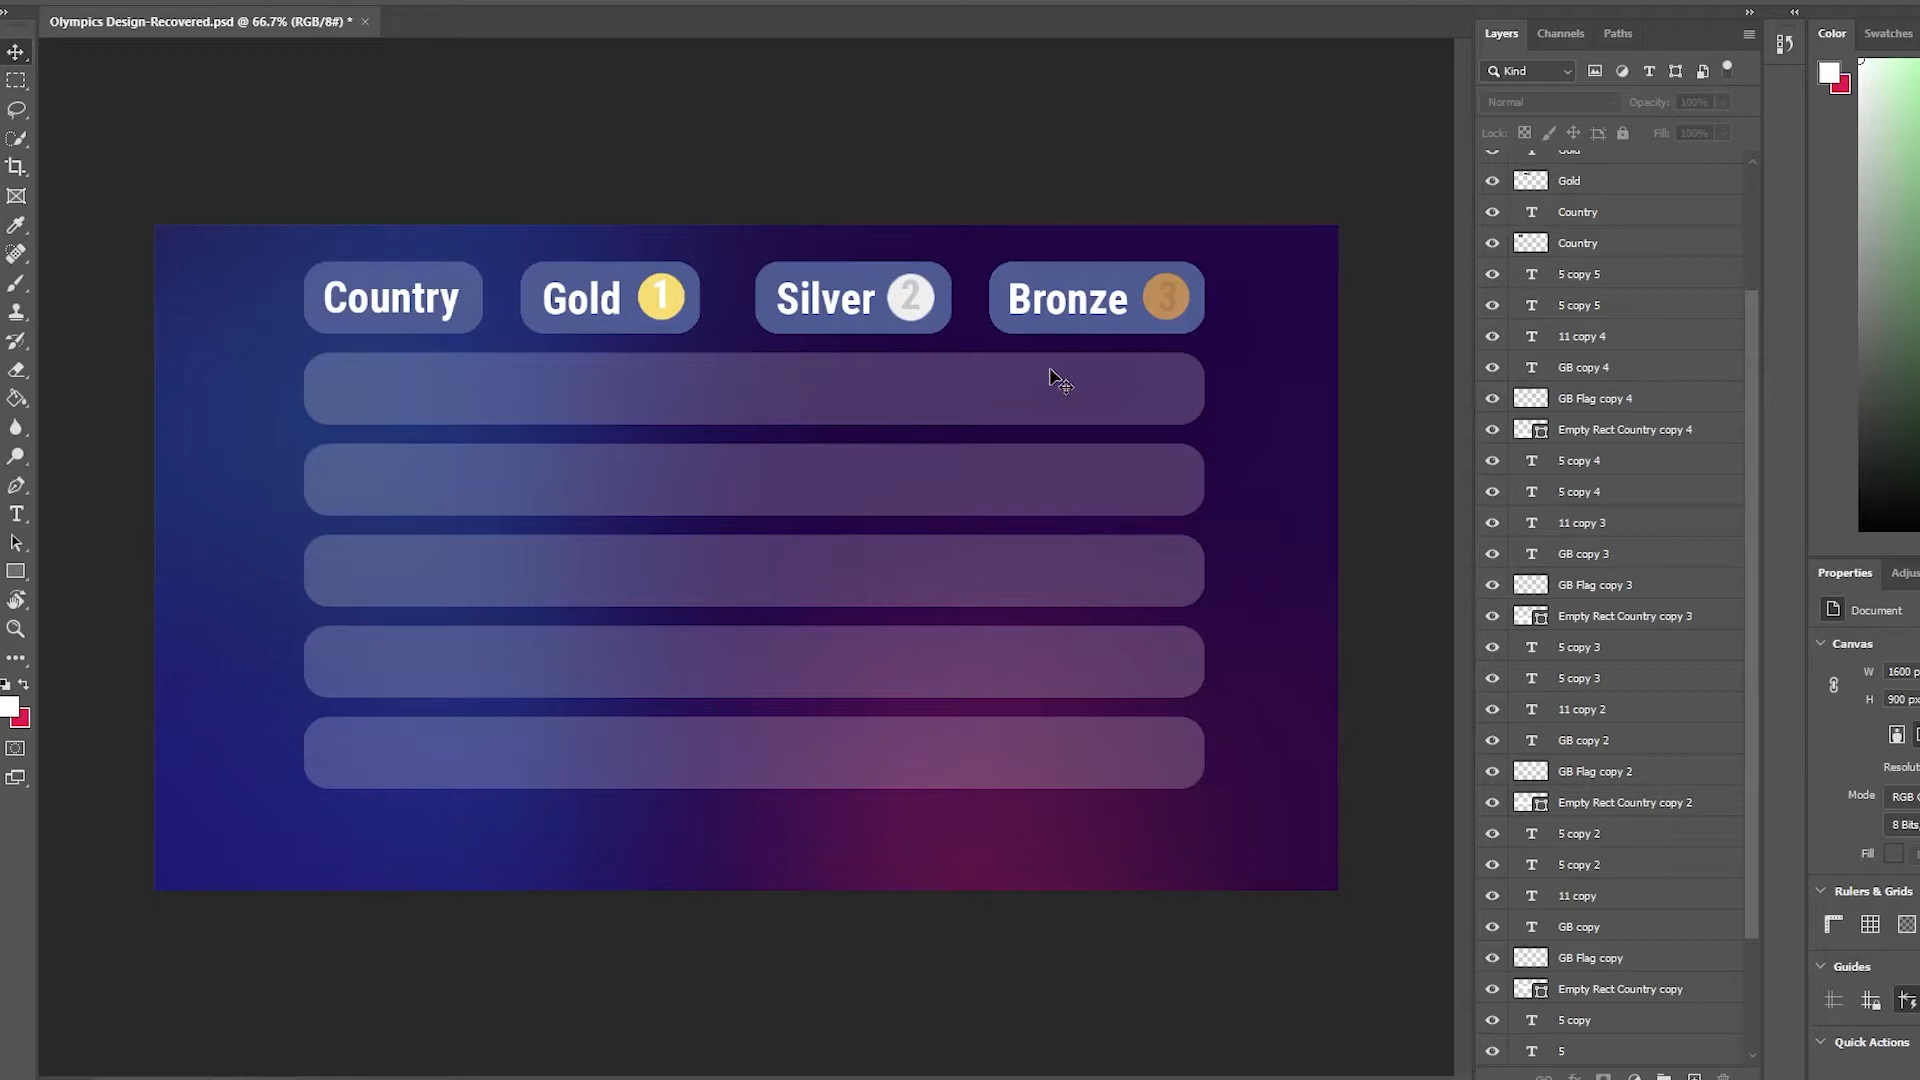 Olympics Design-Recovered.psd @ 66.7% (RGB/8#) *
Layers
Channels
Paths
Color
Swatches
Kind
Normal
Opacity:
100%
Lock:
Fill:
100%
Gold
Gold
Country
Country
5 copy 5
5 copy 5
11 copy 4
GB copy 4
GB Flag copy 4
Empty Rect Country copy 4
5 copy 4
5 copy 4
11 copy 3
GB copy 3
GB Flag copy 3
Empty Rect Country copy 3
5 copy 3
5 copy 3
11 copy 2
GB copy 2
GB Flag copy 2
Empty Rect Country copy 2
5 copy 2
5 copy 2
11 copy
GB copy
GB Flag copy
Empty Rect Country copy
5 copy
5
Country
Gold 1
Silver 2
Bronze 3
Properties
Adjus
Document
Canvas
W
1600 p
H
900 px
Resolut
Mode
RGB C
8 Bits
Fill
Rulers & Grids
Guides
Quick Actions